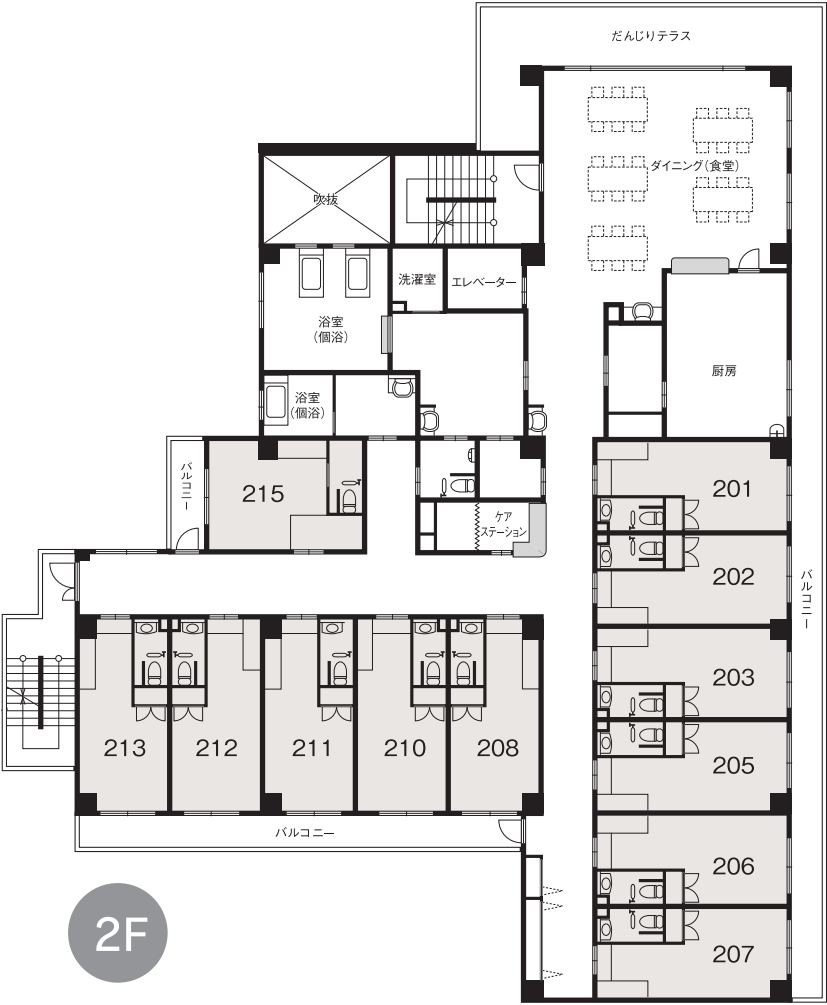 だんじりテラス
ダイニング(食堂)
吹抜
洗濯室
エレベーター
浴室
(個浴)
厨房
浴室
(個浴)
バルコニー
215
ケア
ステーション
201
202
バルコニー
203
213
212
211
210
208
205
バルコニー
206
2F
207